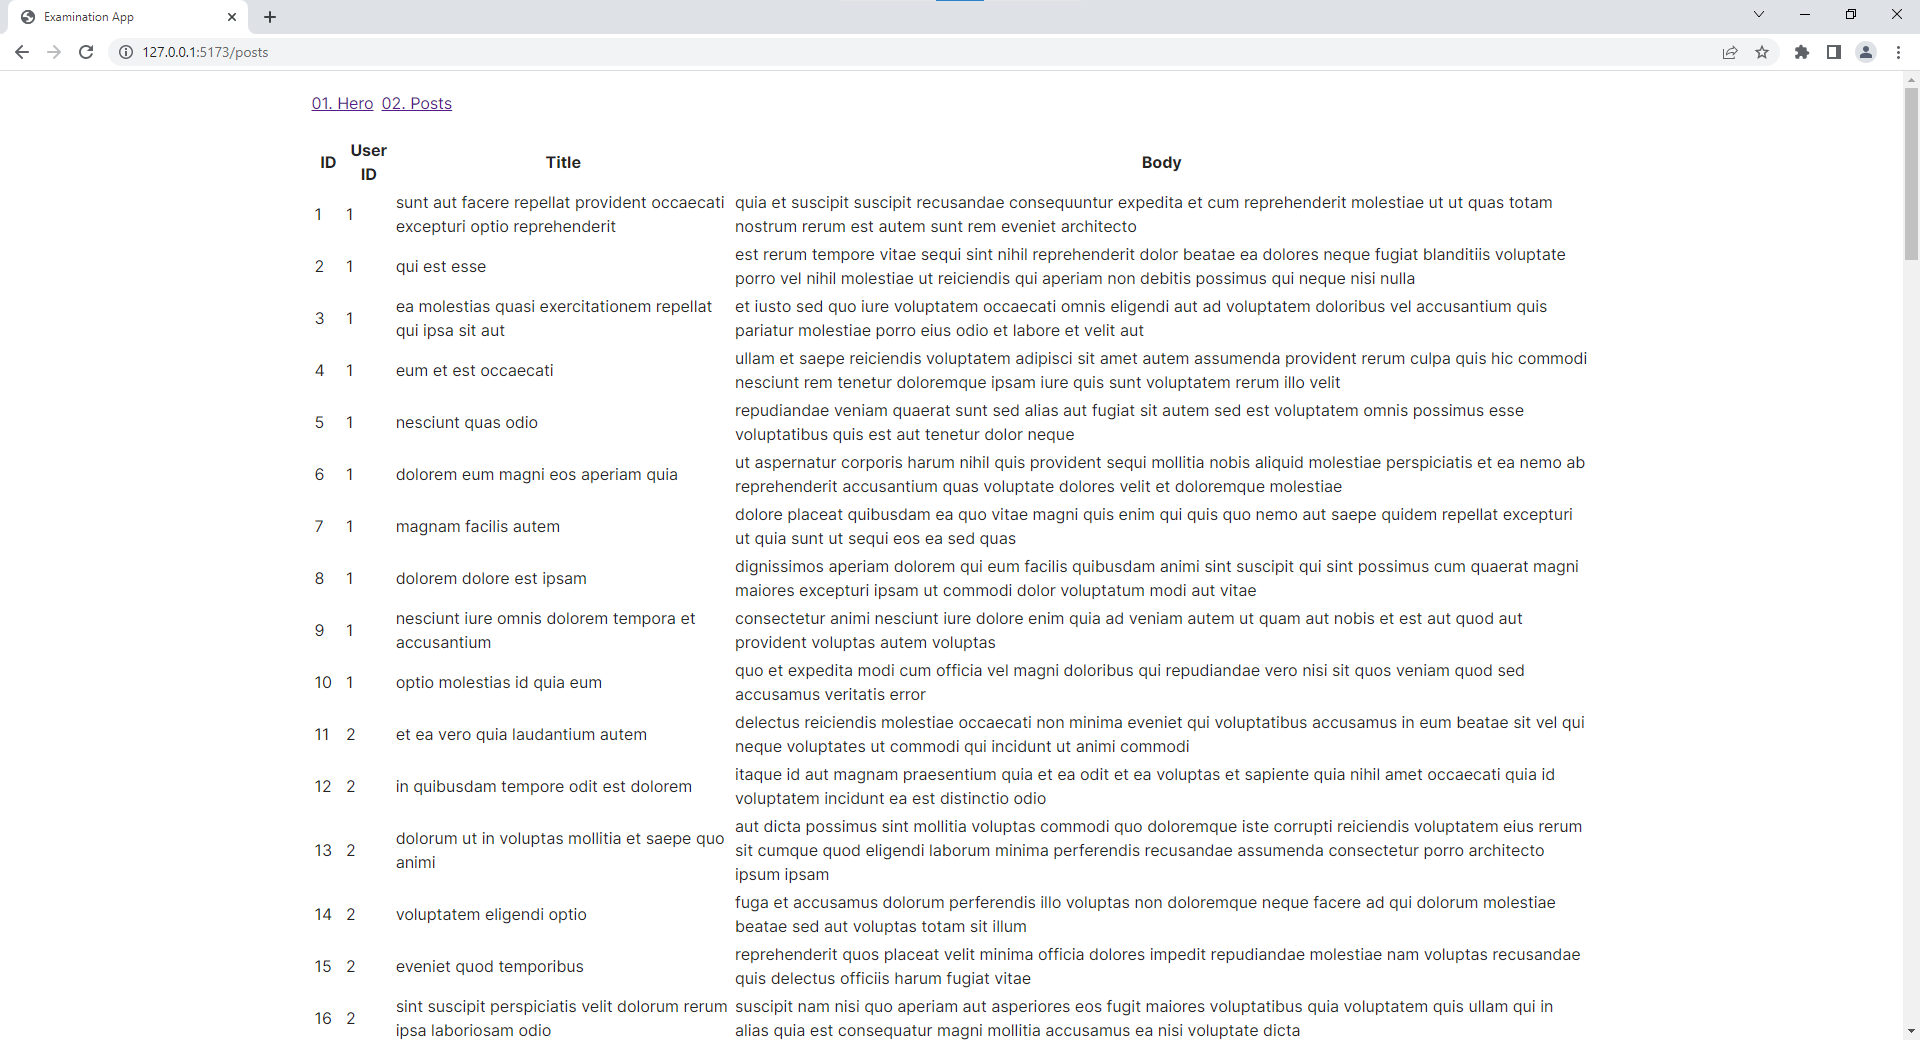 Examination App
127.0.0.1:5173/posts
01. Hero 02. Posts
ID User ID Title Body
1 1 sunt aut facere repellat provident occaecati excepturi optio reprehenderit quia et suscipit suscipit recusandae consequuntur expedita et cum reprehenderit molestiae ut ut quas totam nostrum rerum est autem sunt rem eveniet architecto
2 1 qui est esse est rerum tempore vitae sequi sint nihil reprehenderit dolor beatae ea dolores neque fugiat blanditiis voluptate porro vel nihil molestiae ut reiciendis qui aperiam non debitis possimus qui neque nisi nulla
3 1 ea molestias quasi exercitationem repellat qui ipsa sit aut et iusto sed quo iure voluptatem occaecati omnis eligendi aut ad voluptatem doloribus vel accusantium quis pariatur molestiae porro eius odio et labore et velit aut
4 1 eum et est occaecati ullam et saepe reiciendis voluptatem adipisci sit amet autem assumenda provident rerum culpa quis hic commodi nesciunt rem tenetur doloremque ipsam iure quis sunt voluptatem rerum illo velit
5 1 nesciunt quas odio repudiandae veniam quaerat sunt sed alias aut fugiat sit autem sed est voluptatem omnis possimus esse voluptatibus quis est aut tenetur dolor neque
6 1 dolorem eum magni eos aperiam quia ut aspernatur corporis harum nihil quis provident sequi mollitia nobis aliquid molestiae perspiciatis et ea nemo ab reprehenderit accusantium quas voluptate dolores velit et doloremque molestiae
7 1 magnam facilis autem dolore placeat quibusdam ea quo vitae magni quis enim qui quis quo nemo aut saepe quidem repellat excepturi ut quia sunt ut sequi eos ea sed quas
8 1 dolorem dolore est ipsam dignissimos aperiam dolorem qui eum facilis quibusdam animi sint suscipit qui sint possimus cum quaerat magni maiores excepturi ipsam ut commodi dolor voluptatum modi aut vitae
9 1 nesciunt iure omnis dolorem tempora et accusantium consectetur animi nesciunt iure dolore enim quia ad veniam autem ut quam aut nobis et est aut quod aut provident voluptas autem voluptas
10 1 optio molestias id quia eum quo et expedita modi cum officia vel magni doloribus qui repudiandae vero nisi sit quos veniam quod sed accusamus veritatis error
11 2 et ea vero quia laudantium autem delectus reiciendis molestiae occaecati non minima eveniet qui voluptatibus accusamus in eum beatae sit vel qui neque voluptates ut commodi qui incidunt ut animi commodi
12 2 in quibusdam tempore odit est dolorem itaque id aut magnam praesentium quia et ea odit et ea voluptas et sapiente quia nihil amet occaecati quia id voluptatem incidunt ea est distinctio odio
13 2 dolorum ut in voluptas mollitia et saepe quo animi aut dicta possimus sint mollitia voluptas commodi quo doloremque iste corrupti reiciendis voluptatem eius rerum sit cumque quod eligendi laborum minima perferendis recusandae assumenda consectetur porro architecto ipsum ipsam
14 2 voluptatem eligendi optio fuga et accusamus dolorum perferendis illo voluptas non doloremque neque facere ad qui dolorum molestiae beatae sed aut voluptas totam sit illum
15 2 eveniet quod temporibus reprehenderit quos placeat velit minima officia dolores impedit repudiandae molestiae nam voluptas recusandae quis delectus officiis harum fugiat vitae
16 2 sint suscipit perspiciatis velit dolorum rerum ipsa laboriosam odio suscipit nam nisi quo aperiam aut asperiores eos fugit maiores voluptatibus quia voluptatem quis ullam qui in alias quia est consequatur magni mollitia accusamus ea nisi voluptate dicta